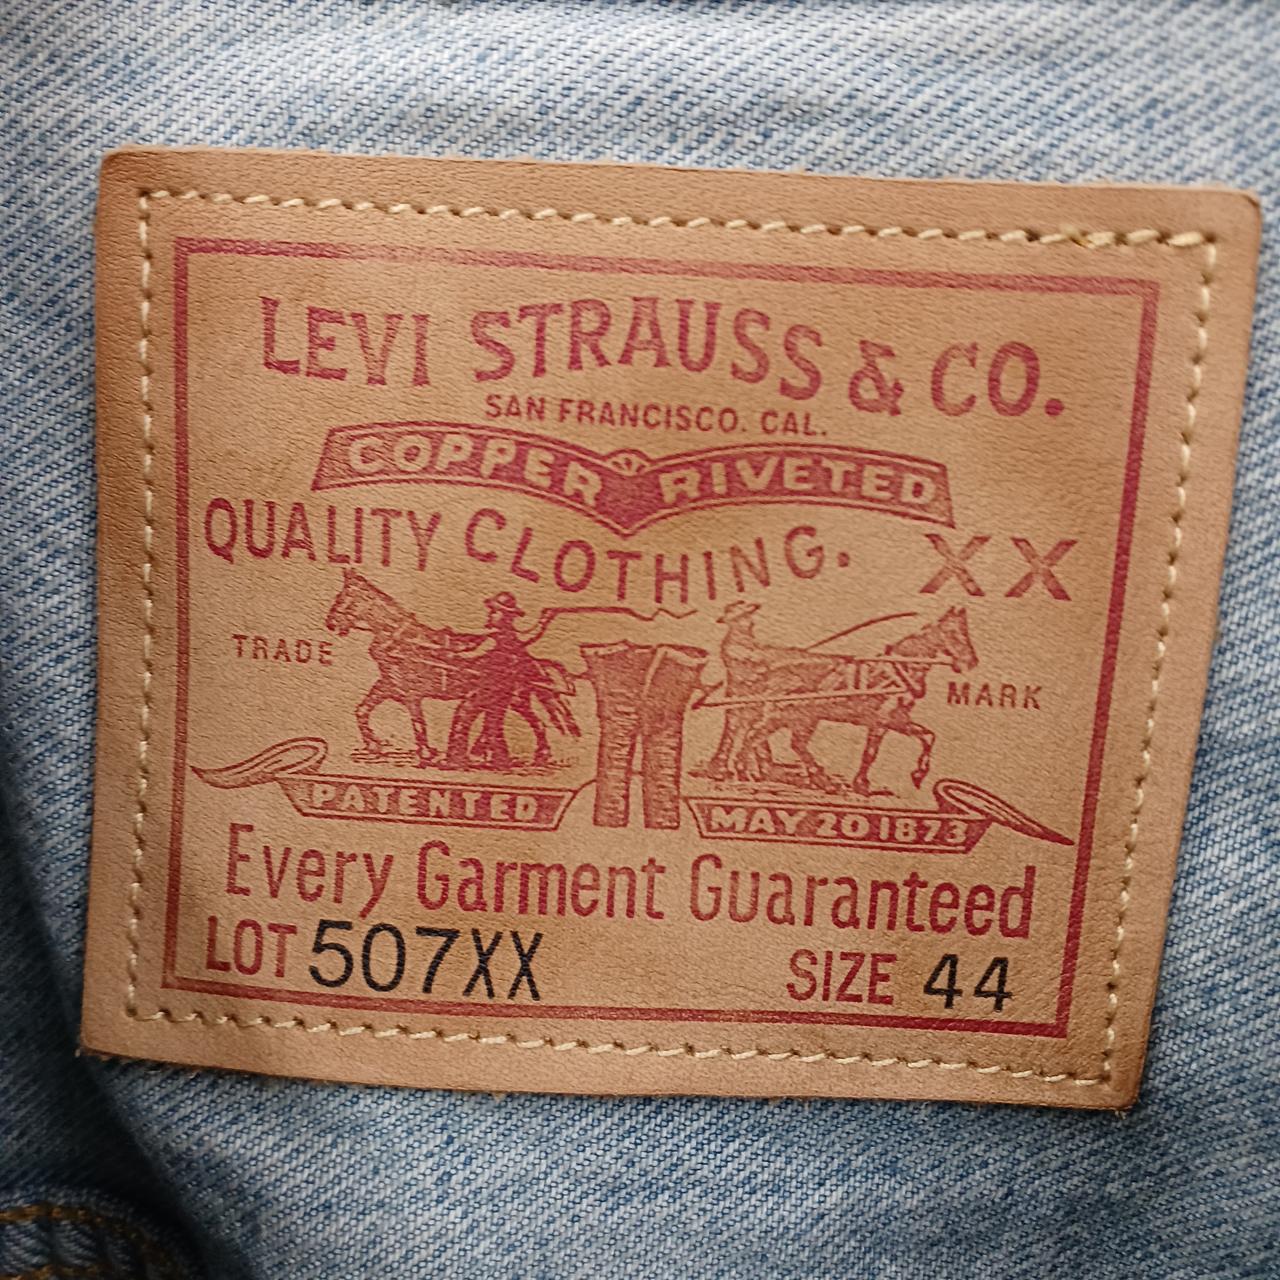 LEVI STRAUSS & CO.
SAN FRANCISCO. CAL.
COPPER RIVETED
QUALITY CLOTHING. XX
TRADE MARK
PATENTED MAY 20 1873
Every Garment Guaranteed
LOT 507XX SIZE 44